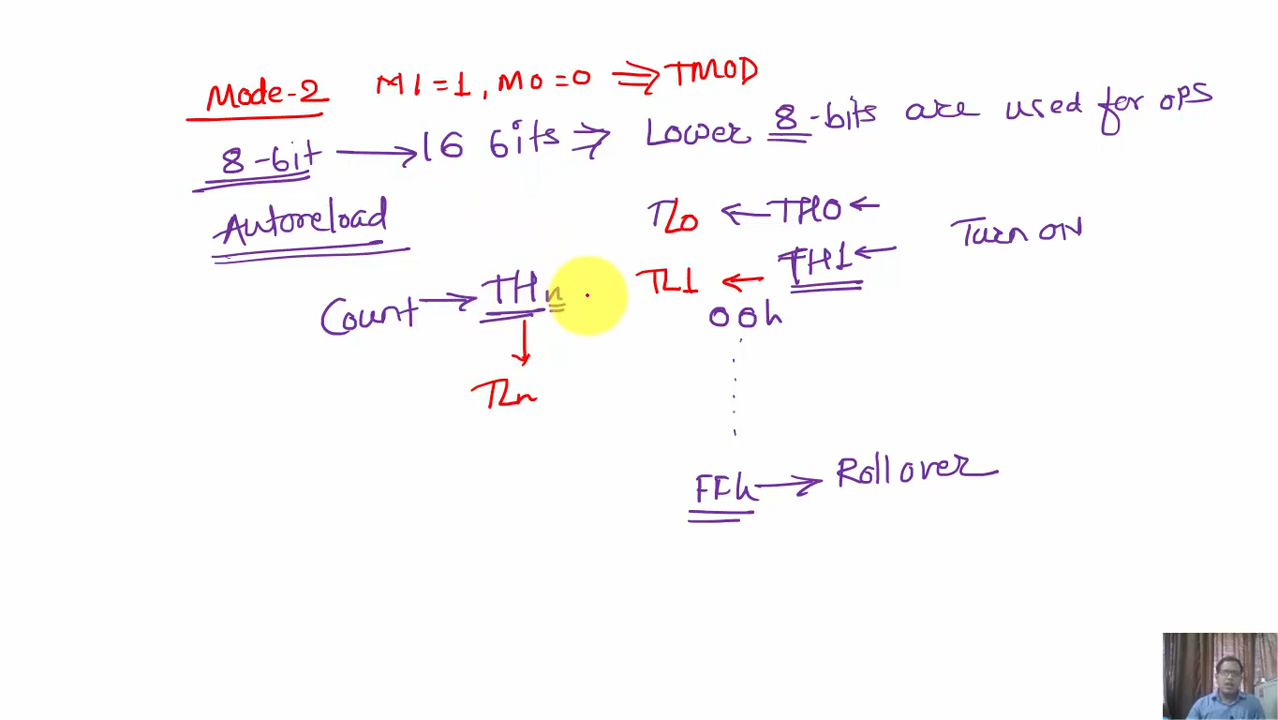 Mode-2 M1=1, M0=0 ⇒ TMOD
8-bit → 16 bits ⇒ Lower 8-bits are used for OPS
Autoreload TL0 ← TH0 ← Turn ON
TL1 ← TH1 ←
Count → THn
00h
↓
TLn
FFh → Rollover